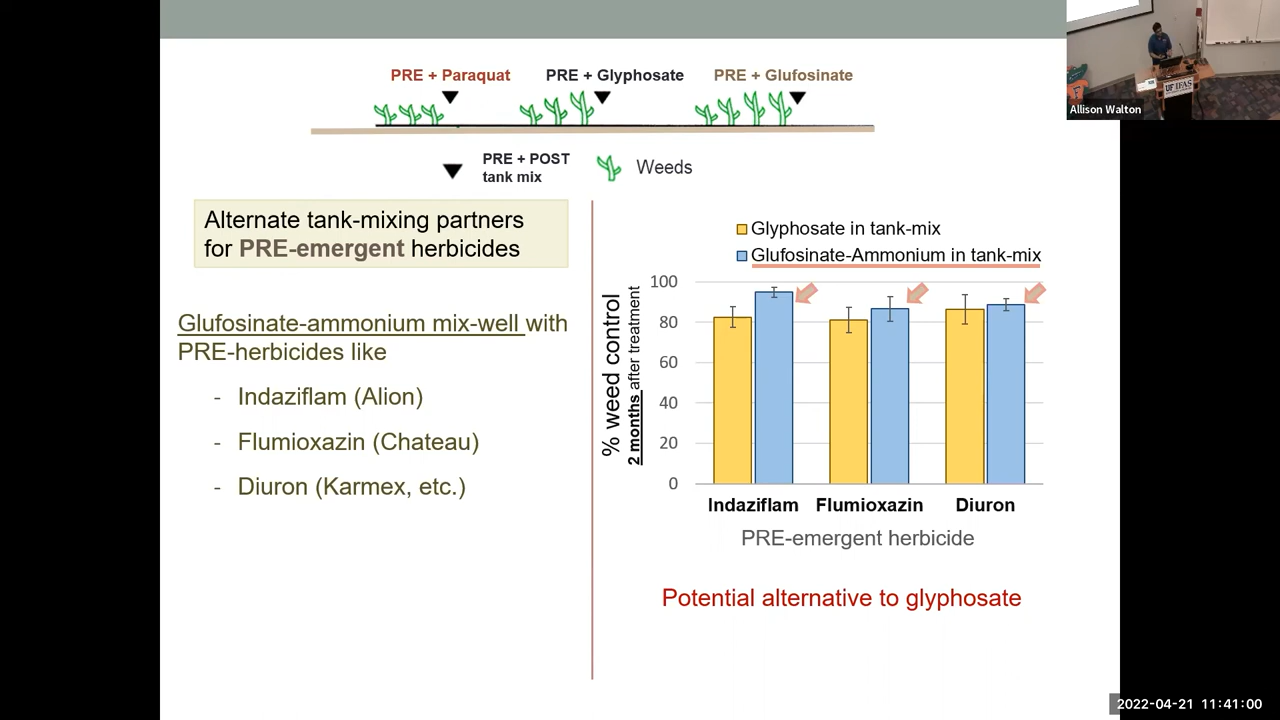 PRE + Paraquat
PRE + Glyphosate
PRE + Glufosinate
PRE + POST
tank mix
Weeds
Alternate tank-mixing partners
for PRE-emergent herbicides
Glufosinate-ammonium mix-well with
PRE-herbicides like
- Indaziflam (Alion)
- Flumioxazin (Chateau)
- Diuron (Karmex, etc.)
Glyphosate in tank-mix
Glufosinate-Ammonium in tank-mix
% weed control
2 months after treatment
100
80
60
40
20
0
Indaziflam
Flumioxazin
Diuron
PRE-emergent herbicide
Potential alternative to glyphosate
UF IFAS
Allison Walton
2022-04-21 11:41:00